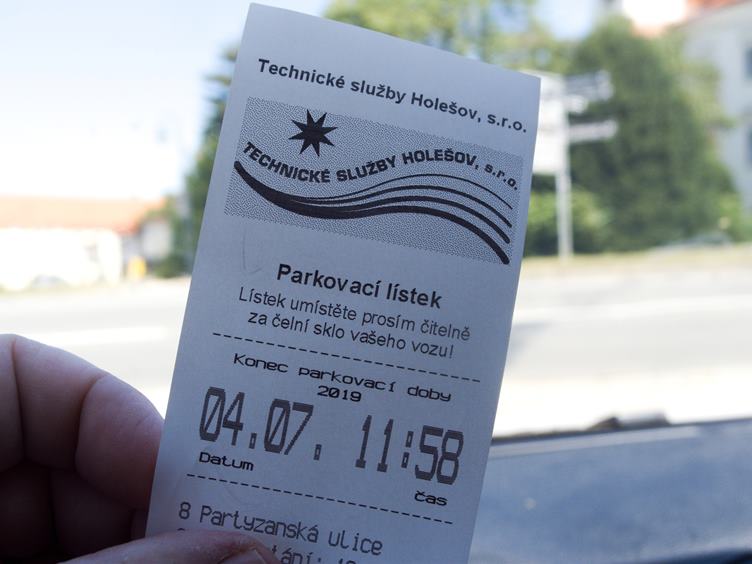 Technické služby Holešov, s.r.o.
TECHNICKÉ SLUŽBY HOLEŠOV, s.r.o.
Parkovací lístek
Lístek umístěte prosím čitelně
za čelní sklo vašeho vozu!
Konec parkovací doby
2019
04.07. 11:58
Datum čas
8 Partyzanská ulice